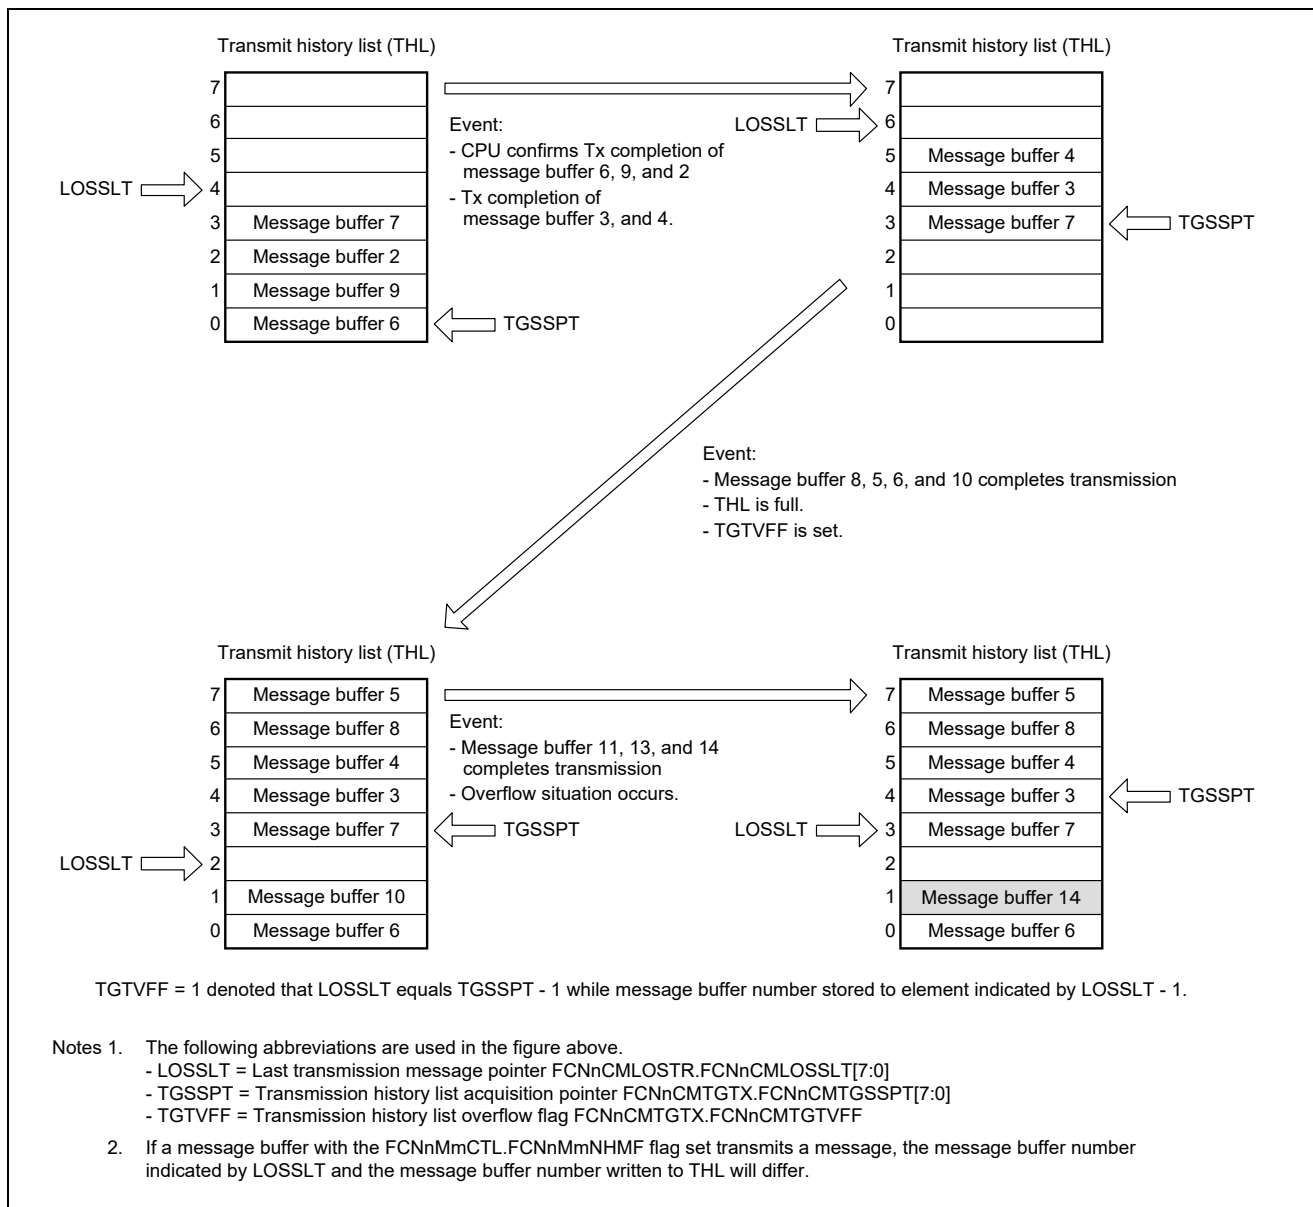 Transmit history list (THL)
7
6
5
4
3 Message buffer 7
2 Message buffer 2
1 Message buffer 9
0 Message buffer 6
LOSSLT
TGSSPT
Event:
- CPU confirms Tx completion of
message buffer 6, 9, and 2
- Tx completion of
message buffer 3, and 4.
Transmit history list (THL)
7
6
5 Message buffer 4
4 Message buffer 3
3 Message buffer 7
2
1
0
LOSSLT
TGSSPT
Event:
- Message buffer 8, 5, 6, and 10 completes transmission
- THL is full.
- TGTVFF is set.
Transmit history list (THL)
7 Message buffer 5
6 Message buffer 8
5 Message buffer 4
4 Message buffer 3
3 Message buffer 7
2
1 Message buffer 10
0 Message buffer 6
LOSSLT
TGSSPT
Event:
- Message buffer 11, 13, and 14
completes transmission
- Overflow situation occurs.
Transmit history list (THL)
7 Message buffer 5
6 Message buffer 8
5 Message buffer 4
4 Message buffer 3
3 Message buffer 7
2
1 Message buffer 14
0 Message buffer 6
LOSSLT
TGSSPT
TGTVFF = 1 denoted that LOSSLT equals TGSSPT - 1 while message buffer number stored to element indicated by LOSSLT - 1.
Notes 1. The following abbreviations are used in the figure above.
- LOSSLT = Last transmission message pointer FCNnCMLOSTR.FCNnCMLOSSLT[7:0]
- TGSSPT = Transmission history list acquisition pointer FCNnCMTGTX.FCNnCMTGSSPT[7:0]
- TGTVFF = Transmission history list overflow flag FCNnCMTGTX.FCNnCMTGTVFF
2. If a message buffer with the FCNnMmCTL.FCNnMmNHMF flag set transmits a message, the message buffer number
indicated by LOSSLT and the message buffer number written to THL will differ.